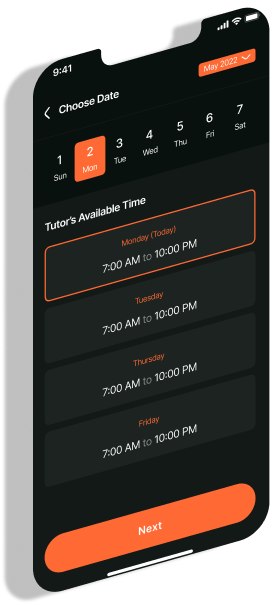 9:41
Choose Date
May 2022
1 2 3 4 5 6 7
Sun Mon Tue Wed Thu Fri Sat
Tutor's Available Time
Monday (Today)
7:00 AM to 10:00 PM
Tuesday
7:00 AM to 10:00 PM
Thursday
7:00 AM to 10:00 PM
Friday
7:00 AM to 10:00 PM
Next